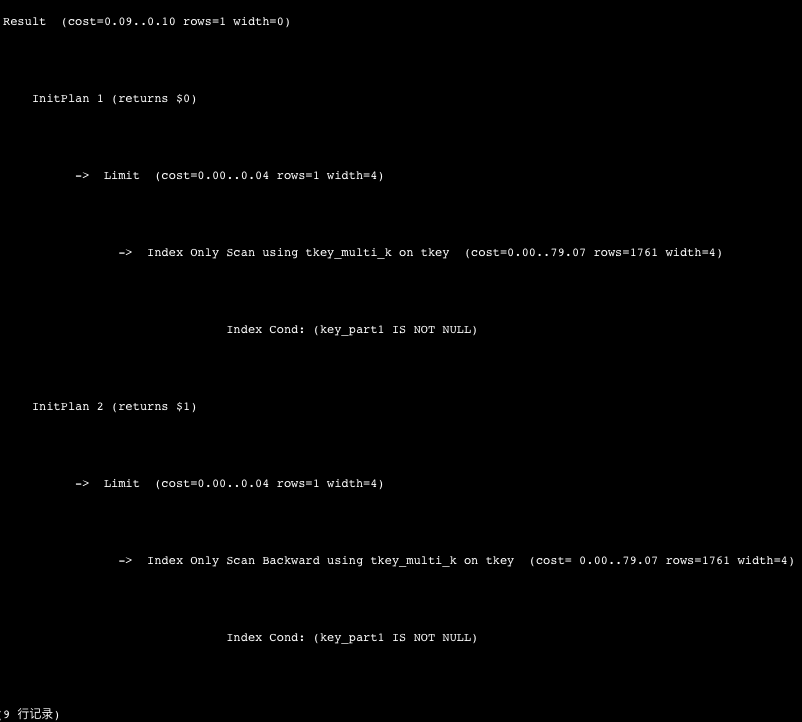 Result  (cost=0.09..0.10 rows=1 width=0)
InitPlan 1 (returns $0)
->  Limit  (cost=0.00..0.04 rows=1 width=4)
->  Index Only Scan using tkey_multi_k on tkey  (cost=0.00..79.07 rows=1761 width=4)
Index Cond: (key_part1 IS NOT NULL)
InitPlan 2 (returns $1)
->  Limit  (cost=0.00..0.04 rows=1 width=4)
->  Index Only Scan Backward using tkey_multi_k on tkey  (cost= 0.00..79.07 rows=1761 width=4)
Index Cond: (key_part1 IS NOT NULL)
(9 行记录)